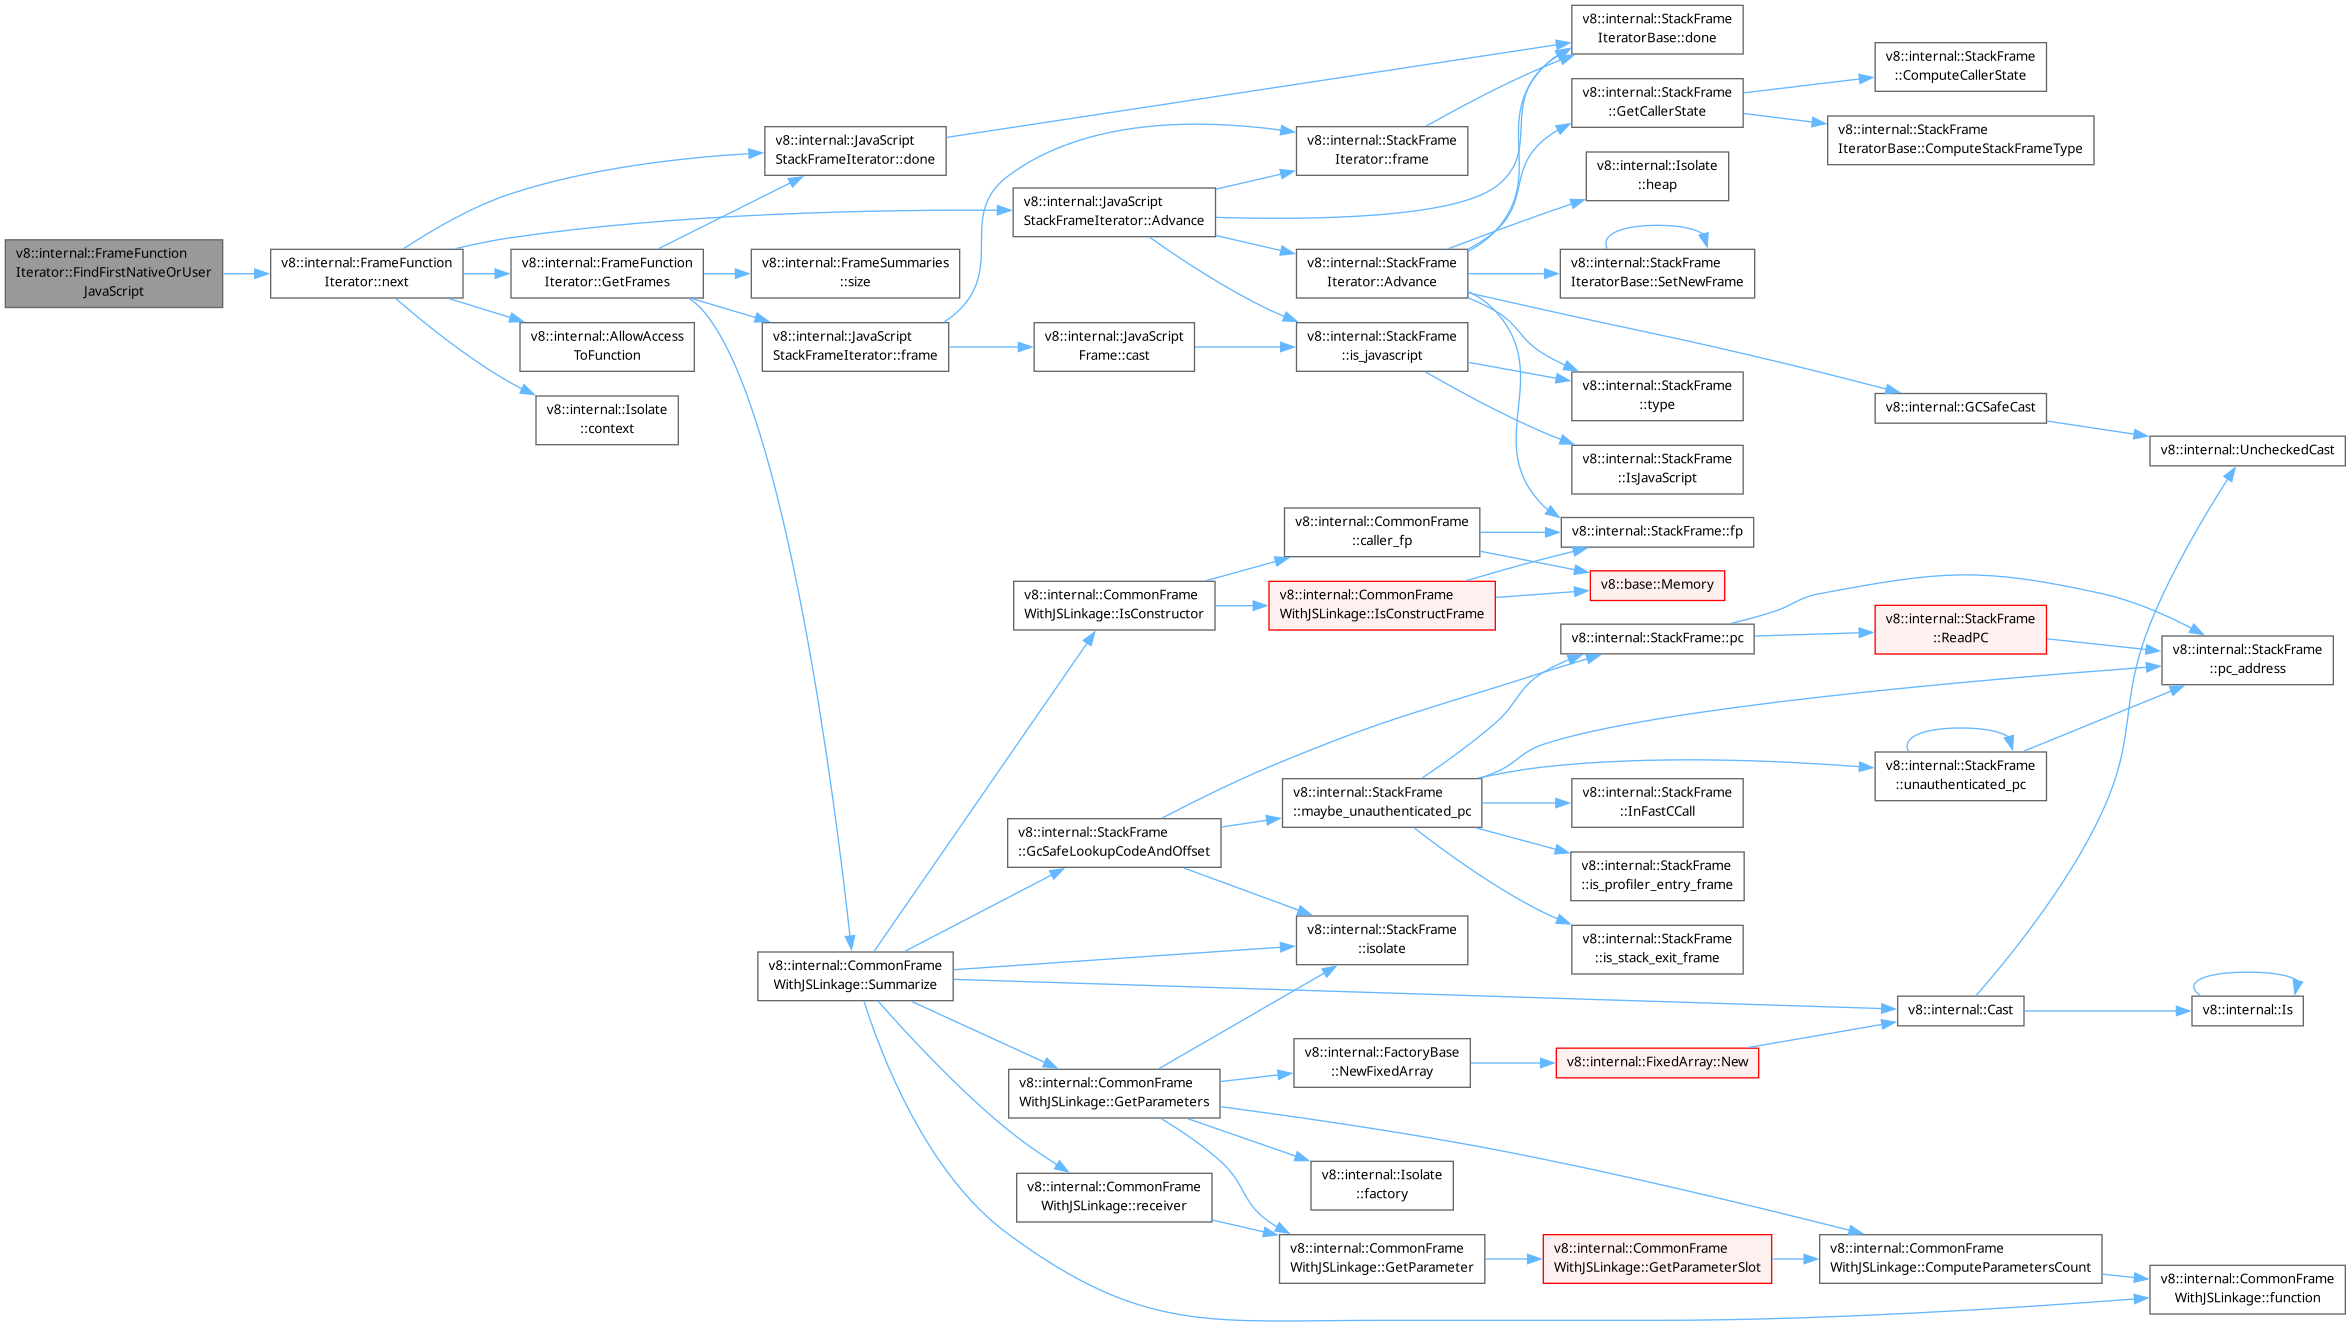 v8::internal::FrameFunction
Iterator::FindFirstNativeOrUser
JavaScript
v8::internal::FrameFunction
Iterator::next
v8::internal::JavaScript
StackFrameIterator::done
v8::internal::FrameFunction
Iterator::GetFrames
v8::internal::AllowAccess
ToFunction
v8::internal::Isolate
::context
v8::internal::FrameSummaries
::size
v8::internal::JavaScript
StackFrameIterator::frame
v8::internal::CommonFrame
WithJSLinkage::Summarize
v8::internal::JavaScript
StackFrameIterator::Advance
v8::internal::JavaScript
Frame::cast
v8::internal::CommonFrame
WithJSLinkage::IsConstructor
v8::internal::StackFrame
::GcSafeLookupCodeAndOffset
v8::internal::CommonFrame
WithJSLinkage::GetParameters
v8::internal::CommonFrame
WithJSLinkage::receiver
v8::internal::StackFrame
Iterator::frame
v8::internal::StackFrame
Iterator::Advance
v8::internal::StackFrame
::is_javascript
v8::internal::CommonFrame
::caller_fp
v8::internal::CommonFrame
WithJSLinkage::IsConstructFrame
v8::internal::StackFrame
::maybe_unauthenticated_pc
v8::internal::StackFrame
::isolate
v8::internal::FactoryBase
::NewFixedArray
v8::internal::Isolate
::factory
v8::internal::CommonFrame
WithJSLinkage::GetParameter
v8::internal::StackFrame
IteratorBase::done
v8::internal::StackFrame
::GetCallerState
v8::internal::Isolate
::heap
v8::internal::StackFrame
IteratorBase::SetNewFrame
v8::internal::StackFrame
::type
v8::internal::StackFrame
::IsJavaScript
v8::internal::StackFrame::fp
v8::base::Memory
v8::internal::StackFrame::pc
v8::internal::StackFrame
::InFastCCall
v8::internal::StackFrame
::is_profiler_entry_frame
v8::internal::StackFrame
::is_stack_exit_frame
v8::internal::FixedArray::New
v8::internal::CommonFrame
WithJSLinkage::GetParameterSlot
v8::internal::StackFrame
::ComputeCallerState
v8::internal::StackFrame
IteratorBase::ComputeStackFrameType
v8::internal::GCSafeCast
v8::internal::StackFrame
::ReadPC
v8::internal::StackFrame
::unauthenticated_pc
v8::internal::Cast
v8::internal::CommonFrame
WithJSLinkage::ComputeParametersCount
v8::internal::UncheckedCast
v8::internal::StackFrame
::pc_address
v8::internal::Is
v8::internal::CommonFrame
WithJSLinkage::function